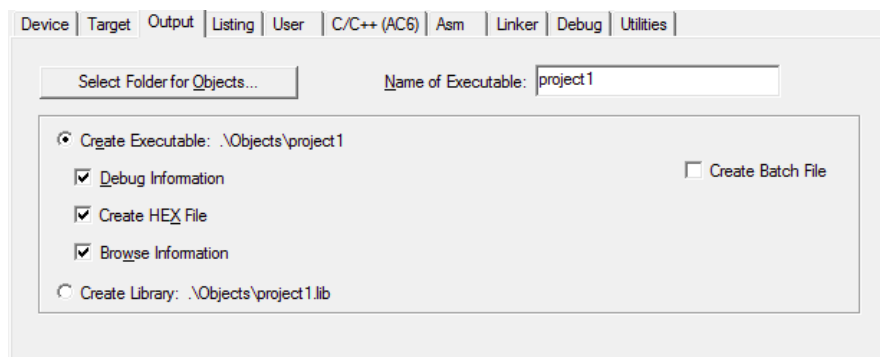 Device Target Output Listing User C/C++ (AC6) Asm Linker Debug Utilities
Select Folder for Objects... Name of Executable: project1
Create Executable: .\Objects\project1
Debug Information Create Batch File
Create HEX File
Browse Information
Create Library: .\Objects\project1.lib